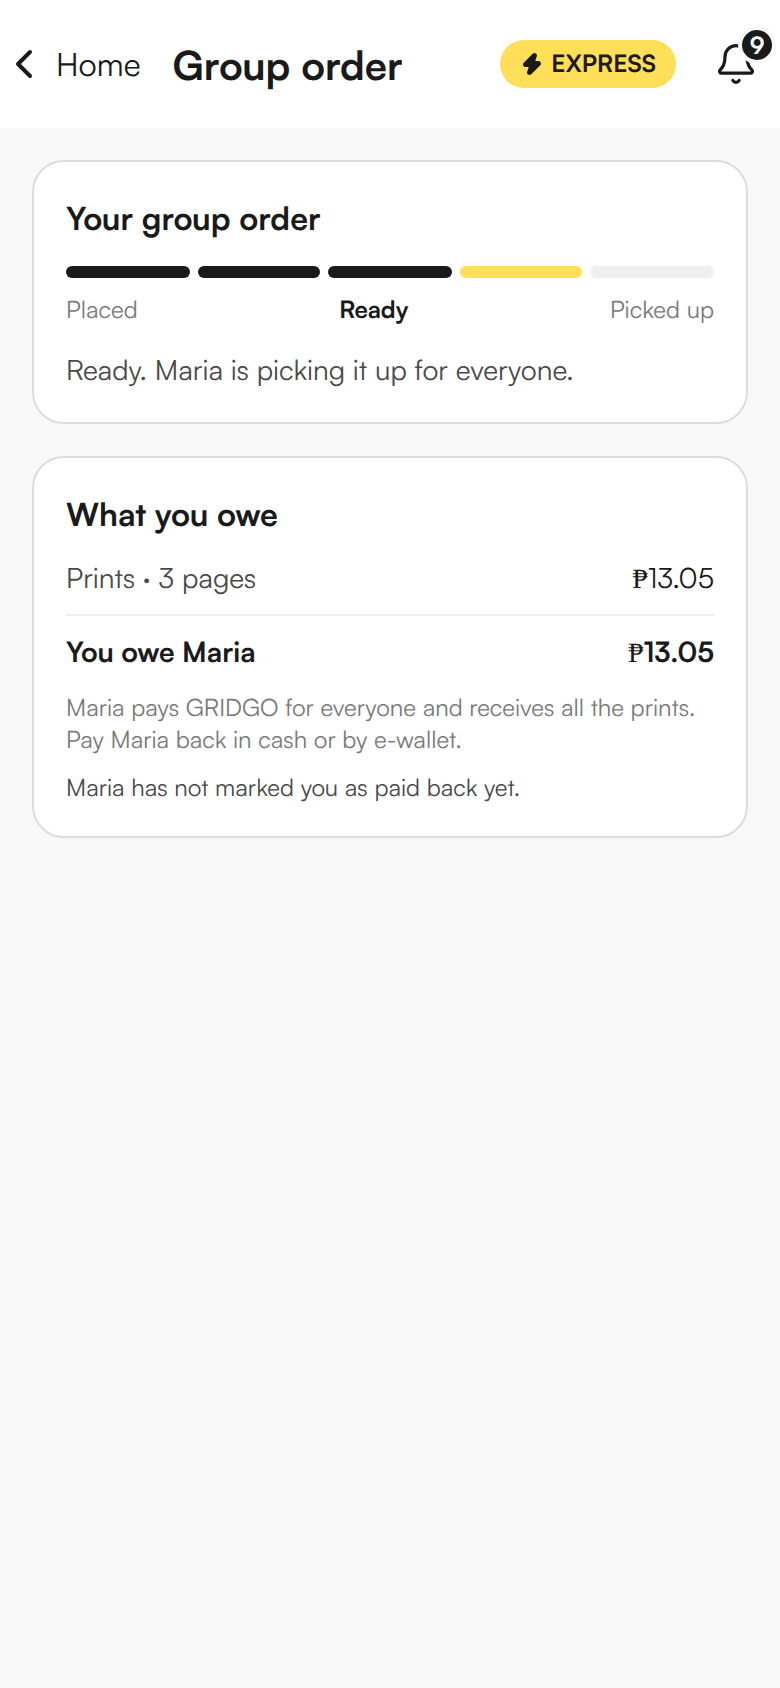 Home Group order EXPRESS 9
Your group order
Placed Ready Picked up
Ready. Maria is picking it up for everyone.
What you owe
Prints · 3 pages ₱13.05
You owe Maria ₱13.05
Maria pays GRIDGO for everyone and receives all the prints.
Pay Maria back in cash or by e-wallet.
Maria has not marked you as paid back yet.